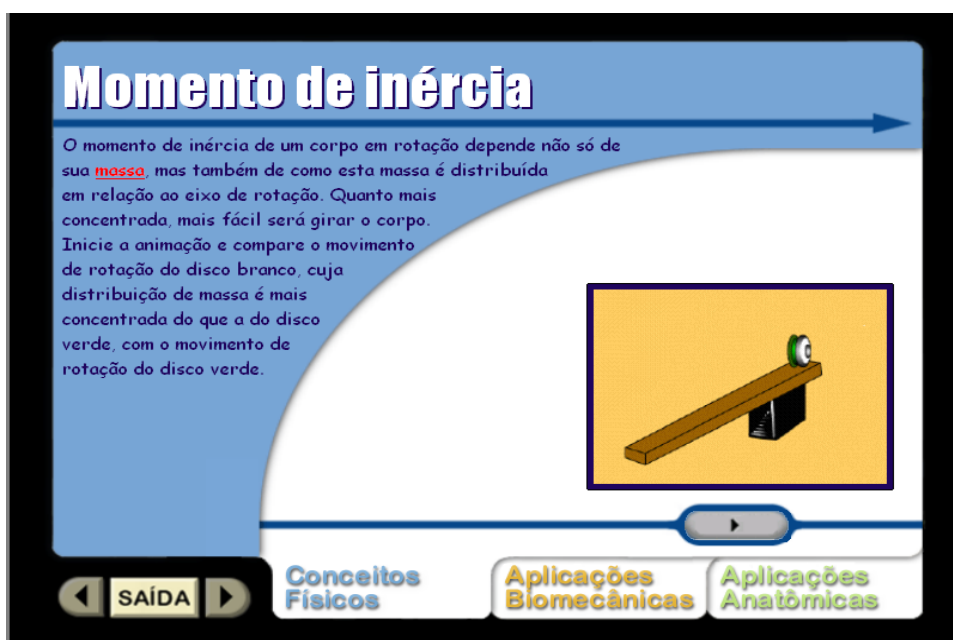 Momento de inércia
O momento de inércia de um corpo em rotação depende não só de
sua massa, mas também de como esta massa é distribuída
em relação ao eixo de rotação. Quanto mais
concentrada, mais fácil será girar o corpo.
Inicie a animação e compare o movimento
de rotação do disco branco, cuja
distribuição de massa é mais
concentrada do que a do disco
verde, com o movimento de
rotação do disco verde.
SAÍDA
Conceitos
Físicos
Aplicações
Biomecânicas
Aplicações
Anatômicas